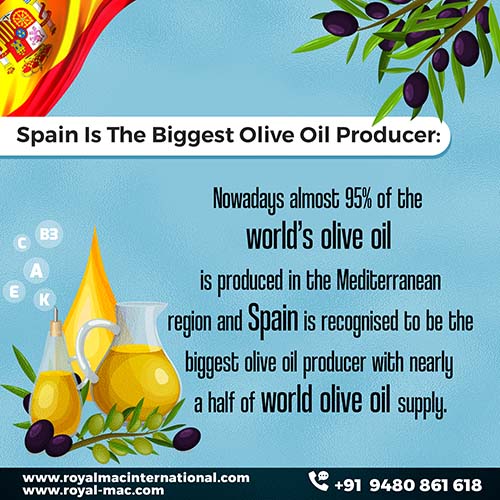 Spain Is The Biggest Olive Oil Producer:
Nowadays almost 95% of the
world's olive oil
is produced in the Mediterranean
region and Spain is recognised to be the
biggest olive oil producer with nearly
a half of world olive oil supply.
C B3
A
E K
www.royalmacinternational.com
www.royal-mac.com
+91 9480 861 618